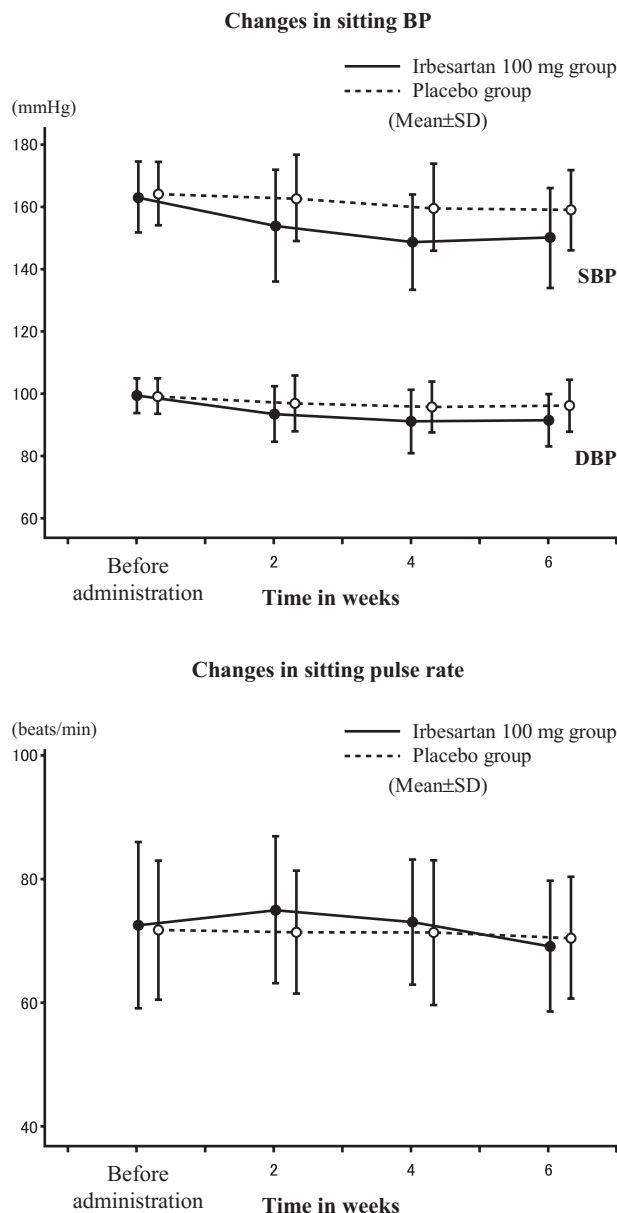 Changes in sitting BP
Irbesartan 100 mg group
Placebo group
(Mean±SD)
(mmHg)
180
160
140
120
100
80
60
SBP
DBP
Before administration
2
4
6
Time in weeks
Changes in sitting pulse rate
(beats/min)
Irbesartan 100 mg group
Placebo group
(Mean±SD)
100
80
60
40
Before administration
2
4
6
Time in weeks